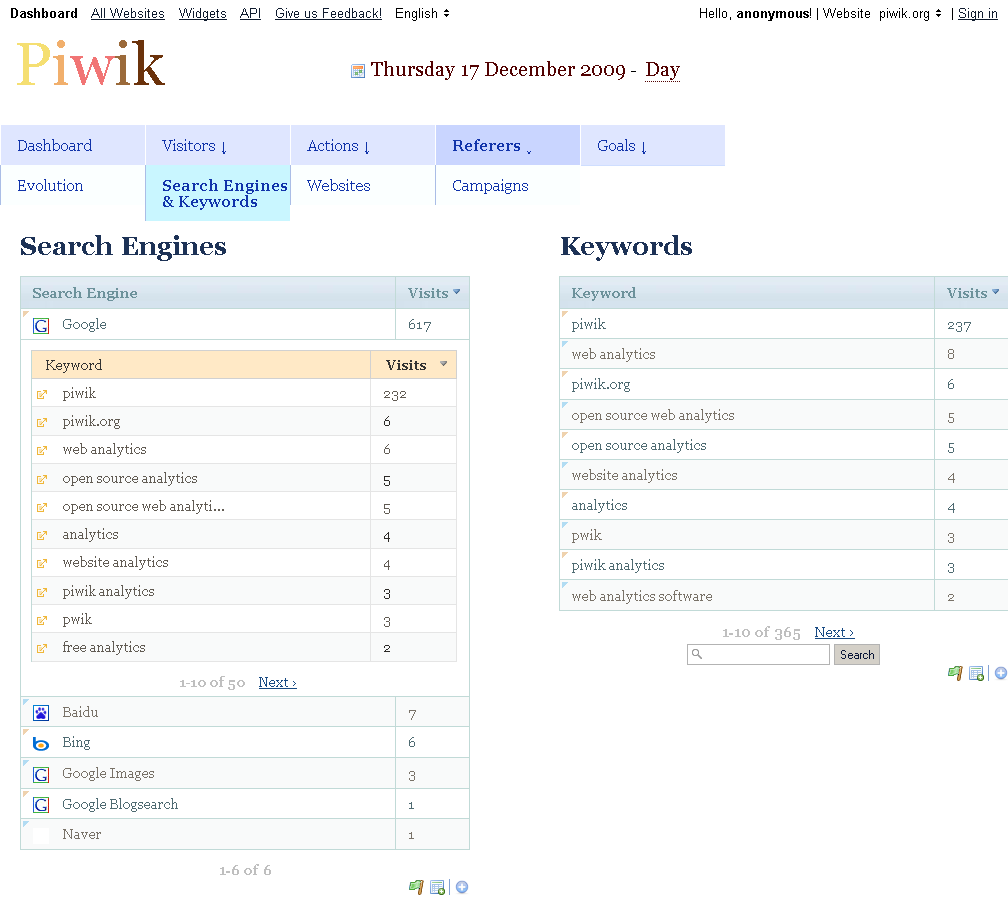 Dashboard All Websites Widgets API Give us Feedback! English Hello, anonymous! | Website piwik.org | Sign in
Piwik
Thursday 17 December 2009 - Day
Dashboard Visitors ↓ Actions ↓ Referers ↓ Goals ↓
Evolution Search Engines Websites Campaigns
& Keywords
Search Engines
Search Engine Visits
Google 617
Keyword Visits
piwik 232
piwik.org 6
web analytics 6
open source analytics 5
open source web analyti... 5
analytics 4
website analytics 4
piwik analytics 3
pwik 3
free analytics 2
1-10 of 50 Next ›
Baidu 7
Bing 6
Google Images 3
Google Blogsearch 1
Naver 1
1-6 of 6
Keywords
Keyword Visits
piwik 237
web analytics 8
piwik.org 6
open source web analytics 5
open source analytics 5
website analytics 4
analytics 4
pwik 3
piwik analytics 3
web analytics software 2
1-10 of 365 Next ›
Search